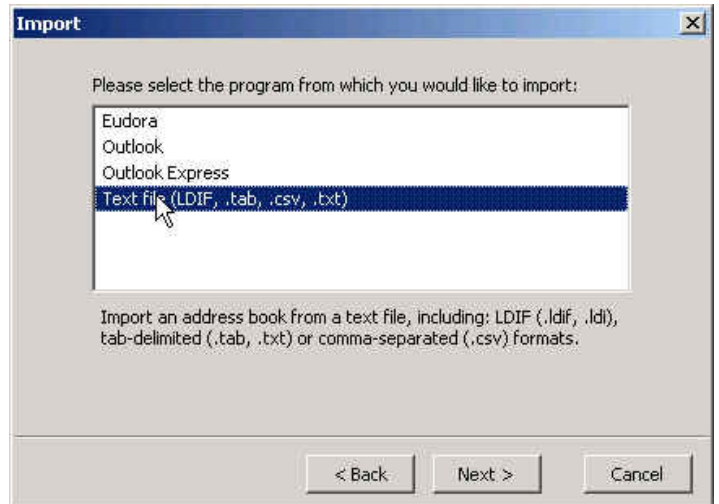 Import
Please select the program from which you would like to import:
Eudora
Outlook
Outlook Express
Text file (LDIF, .tab, .csv, .txt)
Import an address book from a text file, including: LDIF (.ldif, .ldi),
tab-delimited (.tab, .txt) or comma-separated (.csv) formats.
< Back Next > Cancel